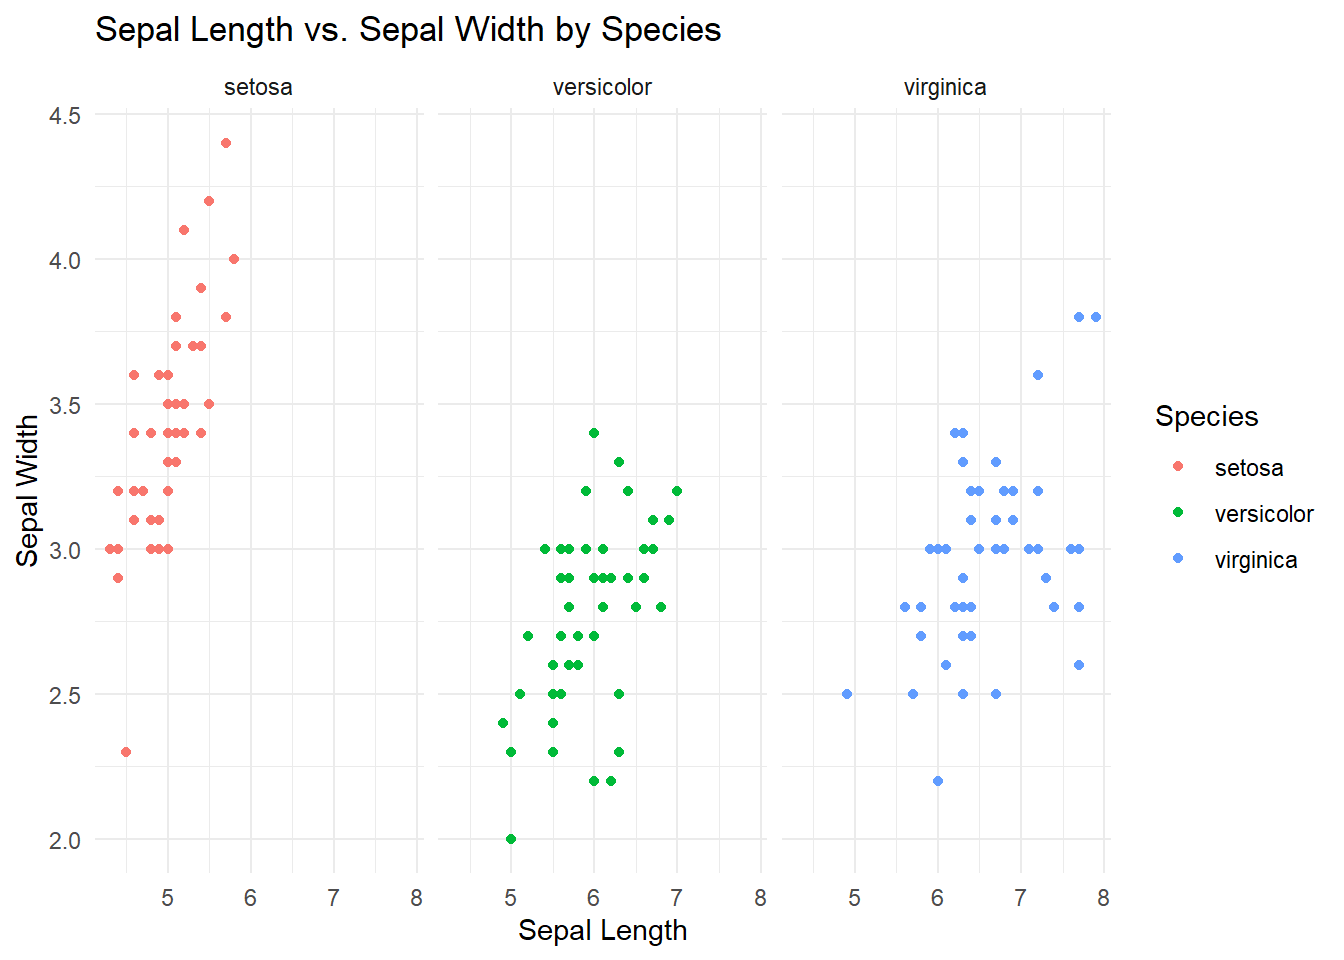 Sepal Length vs. Sepal Width by Species
setosa
versicolor
virginica
4.5
4.0
3.5
3.0
2.5
2.0
Sepal Width
5 6 7 8
5 6 7 8
5 6 7 8
Sepal Length
Species
setosa
versicolor
virginica